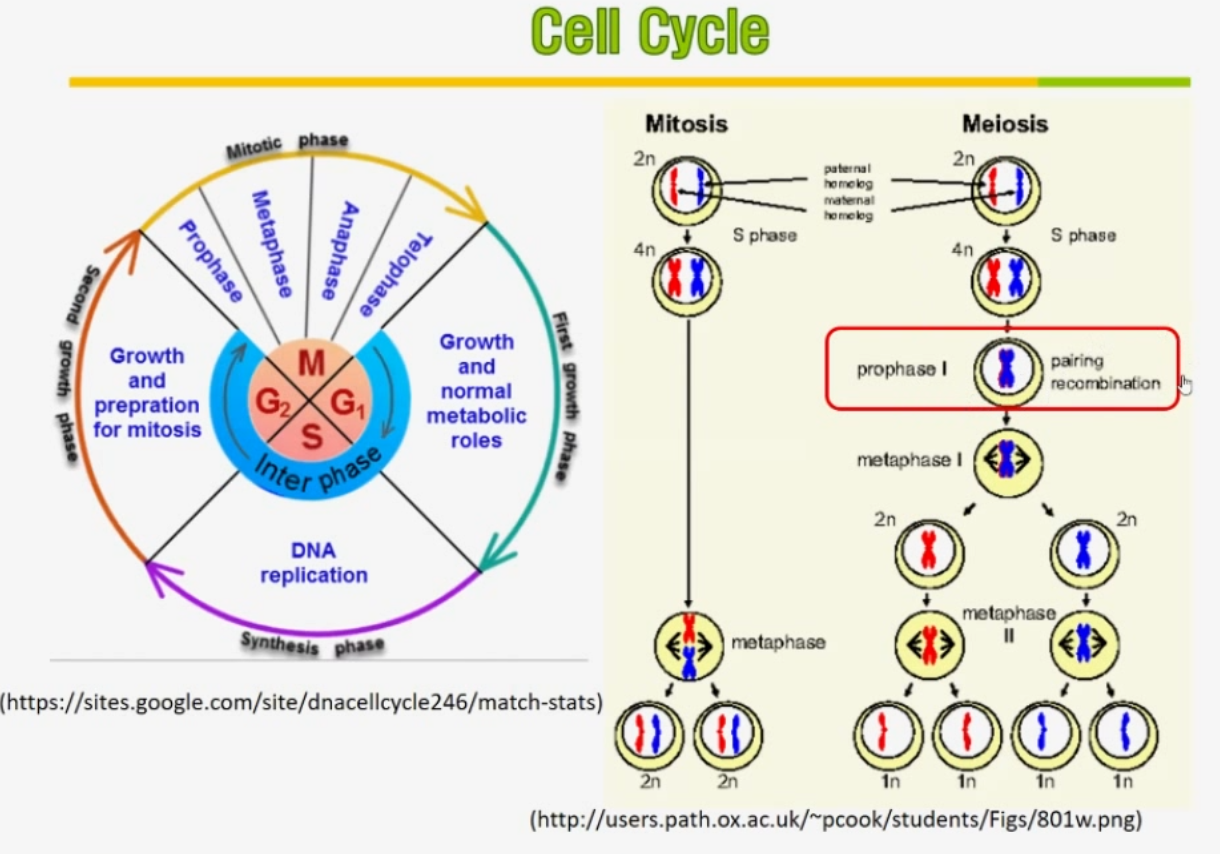 Cell Cycle
Mitotic phase
Prophase
Metaphase
Anaphase
Telophase
Second growth phase
First growth phase
Growth
and
prepration
for mitosis
M
G2
G1
S
Inter phase
Growth
and
normal
metabolic
roles
DNA
replication
Synthesis phase
(https://sites.google.com/site/dnacellcycle246/match-stats)
Mitosis
Meiosis
2n
paternal
homolog
maternal
homolog
2n
S phase
S phase
4n
4n
prophase I
pairing
recombination
metaphase I
2n
2n
metaphase
metaphase
II
2n
2n
1n
1n
1n
1n
(http://users.path.ox.ac.uk/~pcook/students/Figs/801w.png)